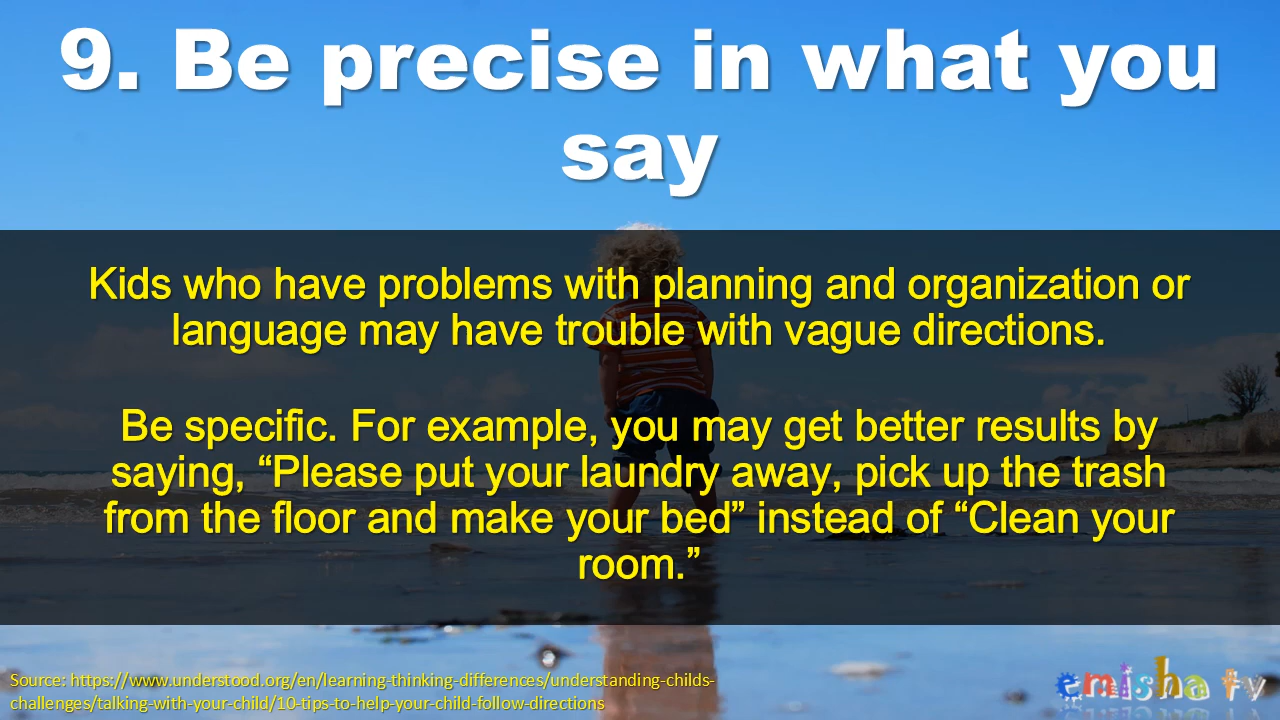 9. Be precise in what you
say
Kids who have problems with planning and organization or
language may have trouble with vague directions.
Be specific. For example, you may get better results by
saying, “Please put your laundry away, pick up the trash
from the floor and make your bed” instead of “Clean your
room.”
Source: https://www.understood.org/en/learning-thinking-differences/understanding-childs-
challenges/talking-with-your-child/10-tips-to-help-your-child-follow-directions
emisha tv